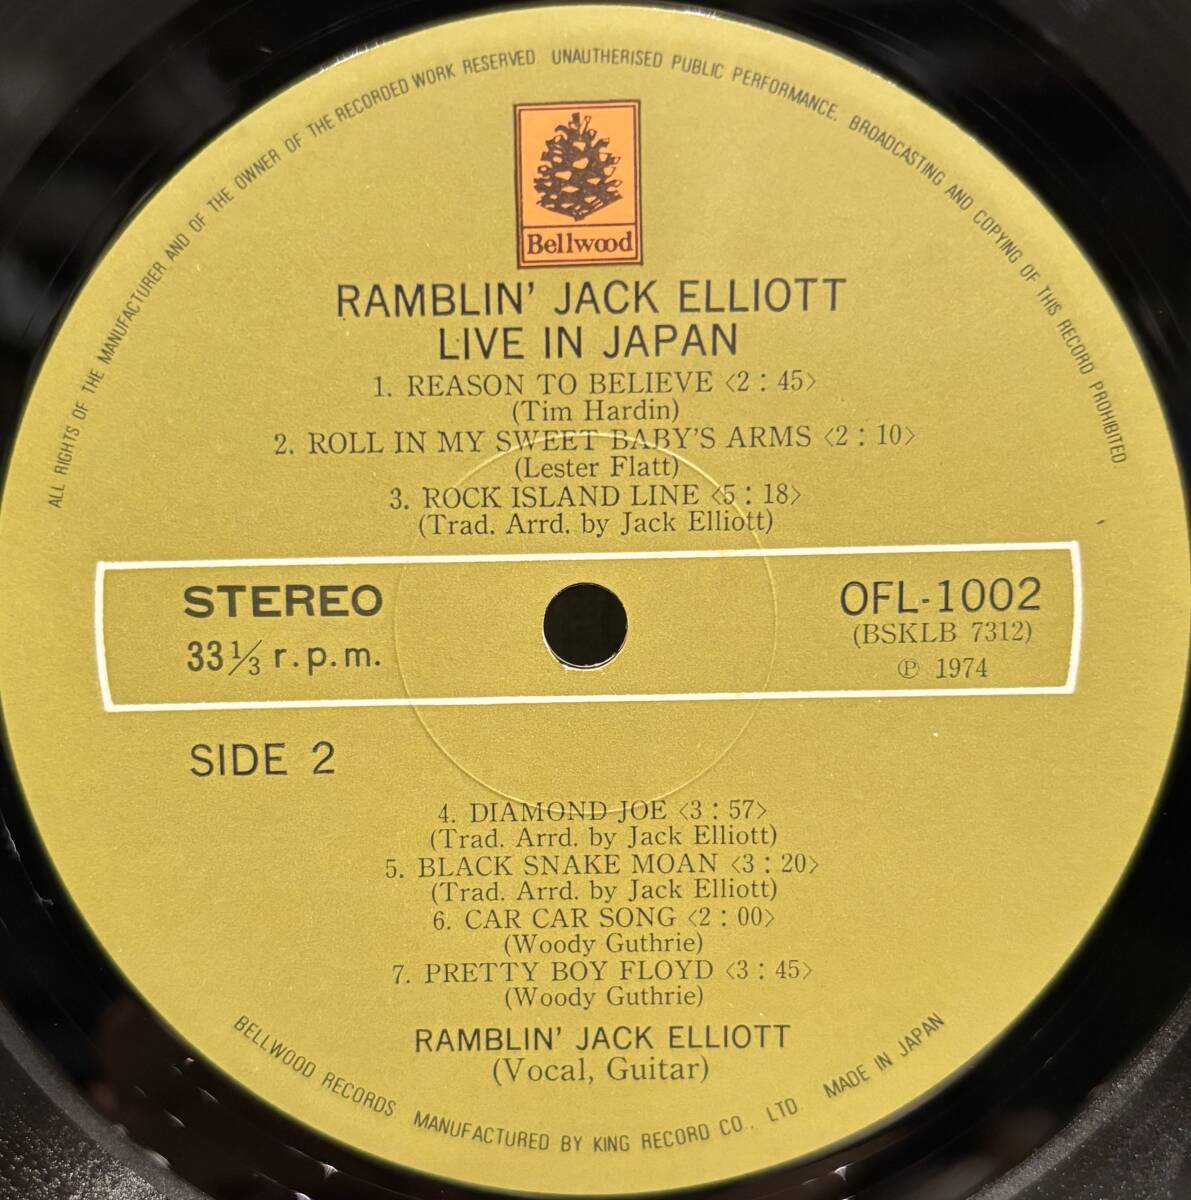 ALL RIGHTS OF THE MANUFACTURER AND OF THE OWNER OF THE RECORDED WORK RESERVED UNAUTHERISED PUBLIC PERFORMANCE, BROADCASTING AND COPYING OF THIS RECORD PROHIBITED
Bellwood
RAMBLIN' JACK ELLIOTT
LIVE IN JAPAN
1. REASON TO BELIEVE <2:45>
(Tim Hardin)
2. ROLL IN MY SWEET BABY'S ARMS <2:10>
(Lester Flatt)
3. ROCK ISLAND LINE <5:18>
(Trad. Arrd. by Jack Elliott)
STEREO
33 1/3 r.p.m.
OFL-1002
(BSKLB 7312)
Ⓟ 1974
SIDE 2
4. DIAMOND JOE <3:57>
(Trad. Arrd. by Jack Elliott)
5. BLACK SNAKE MOAN <3:20>
(Trad. Arrd. by Jack Elliott)
6. CAR CAR SONG <2:00>
(Woody Guthrie)
7. PRETTY BOY FLOYD <3:45>
(Woody Guthrie)
RAMBLIN' JACK ELLIOTT
(Vocal, Guitar)
BELLWOOD RECORDS MANUFACTURED BY KING RECORD CO., LTD. MADE IN JAPAN